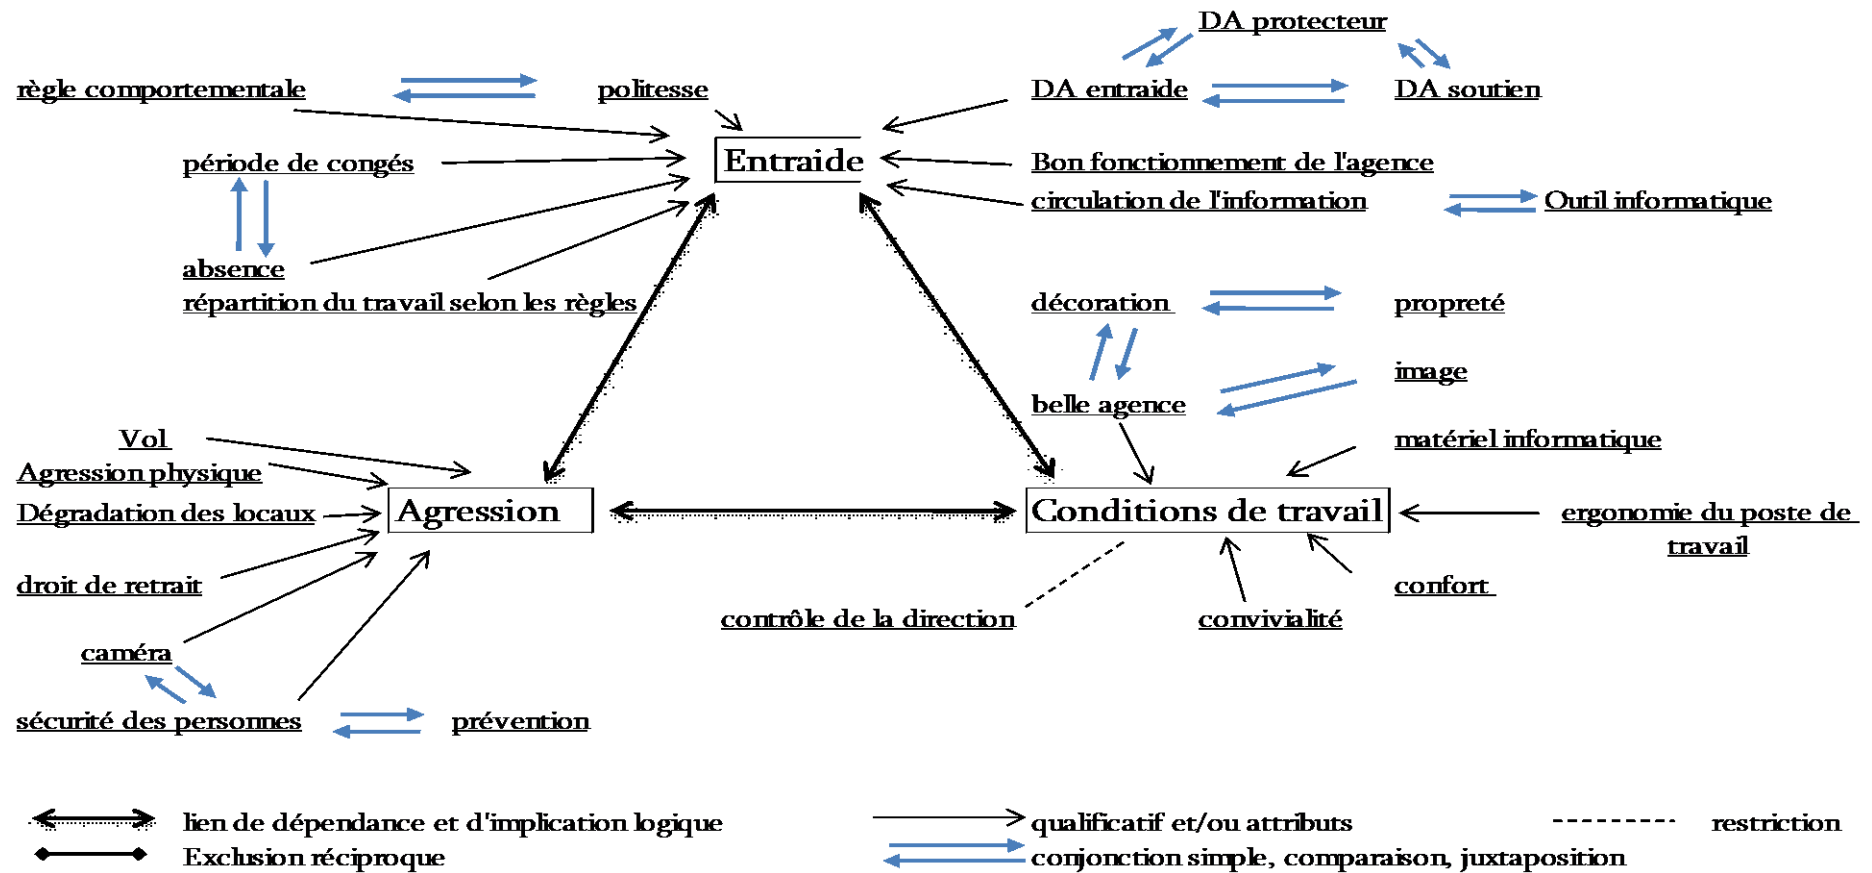 DA protecteur
règle comportementale
politesse
DA entraide
DA soutien
Entraide
période de congés
Bon fonctionnement de l'agence
circulation de l'information
Outil informatique
absence
répartition du travail selon les règles
décoration
propreté
image
belle agence
Vol
matériel informatique
Agression physique
Dégradation des locaux
Agression
Conditions de travail
ergonomie du poste de
travail
droit de retrait
confort
contrôle de la direction
convivialité
caméra
sécurité des personnes
prévention
lien de dépendance et d'implication logique
qualificatif et/ou attributs
restriction
Exclusion réciproque
conjonction simple, comparaison, juxtaposition